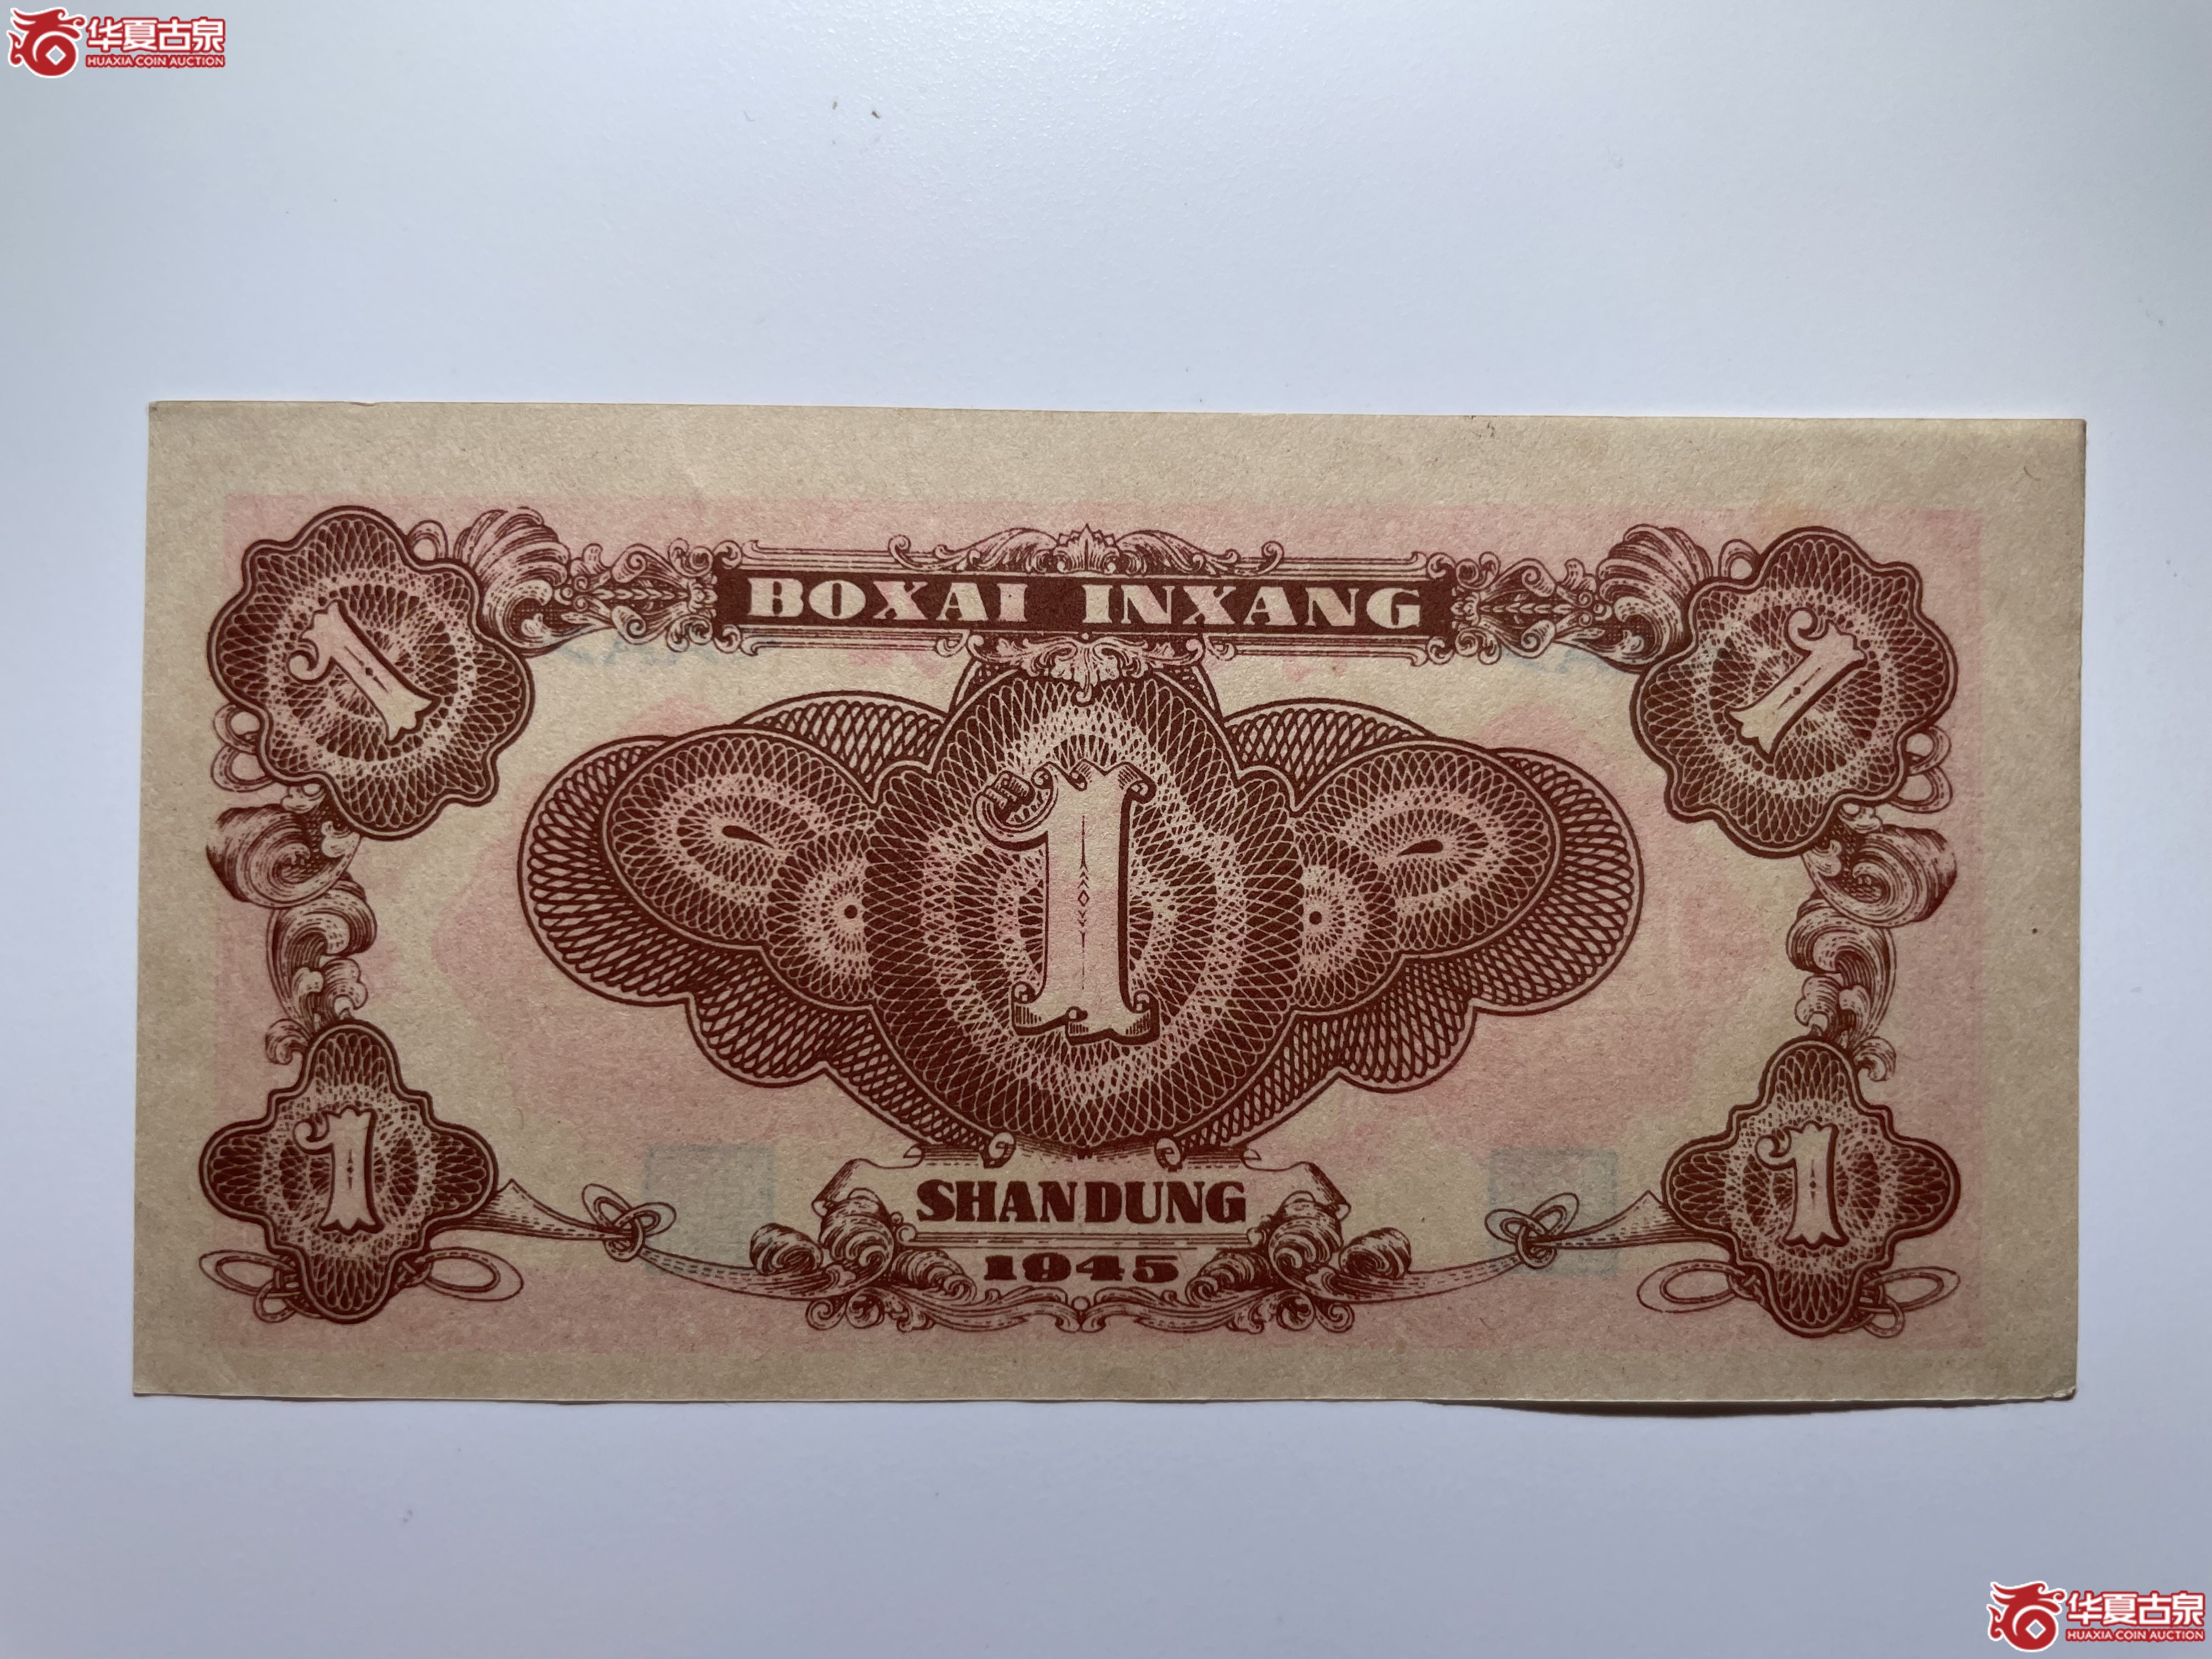 华夏古泉
HUAXIA COIN AUCTION
BOXAI INXANG
1
1
1
1
1
SHANDUNG
1945
华夏古泉
HUAXIA COIN AUCTION